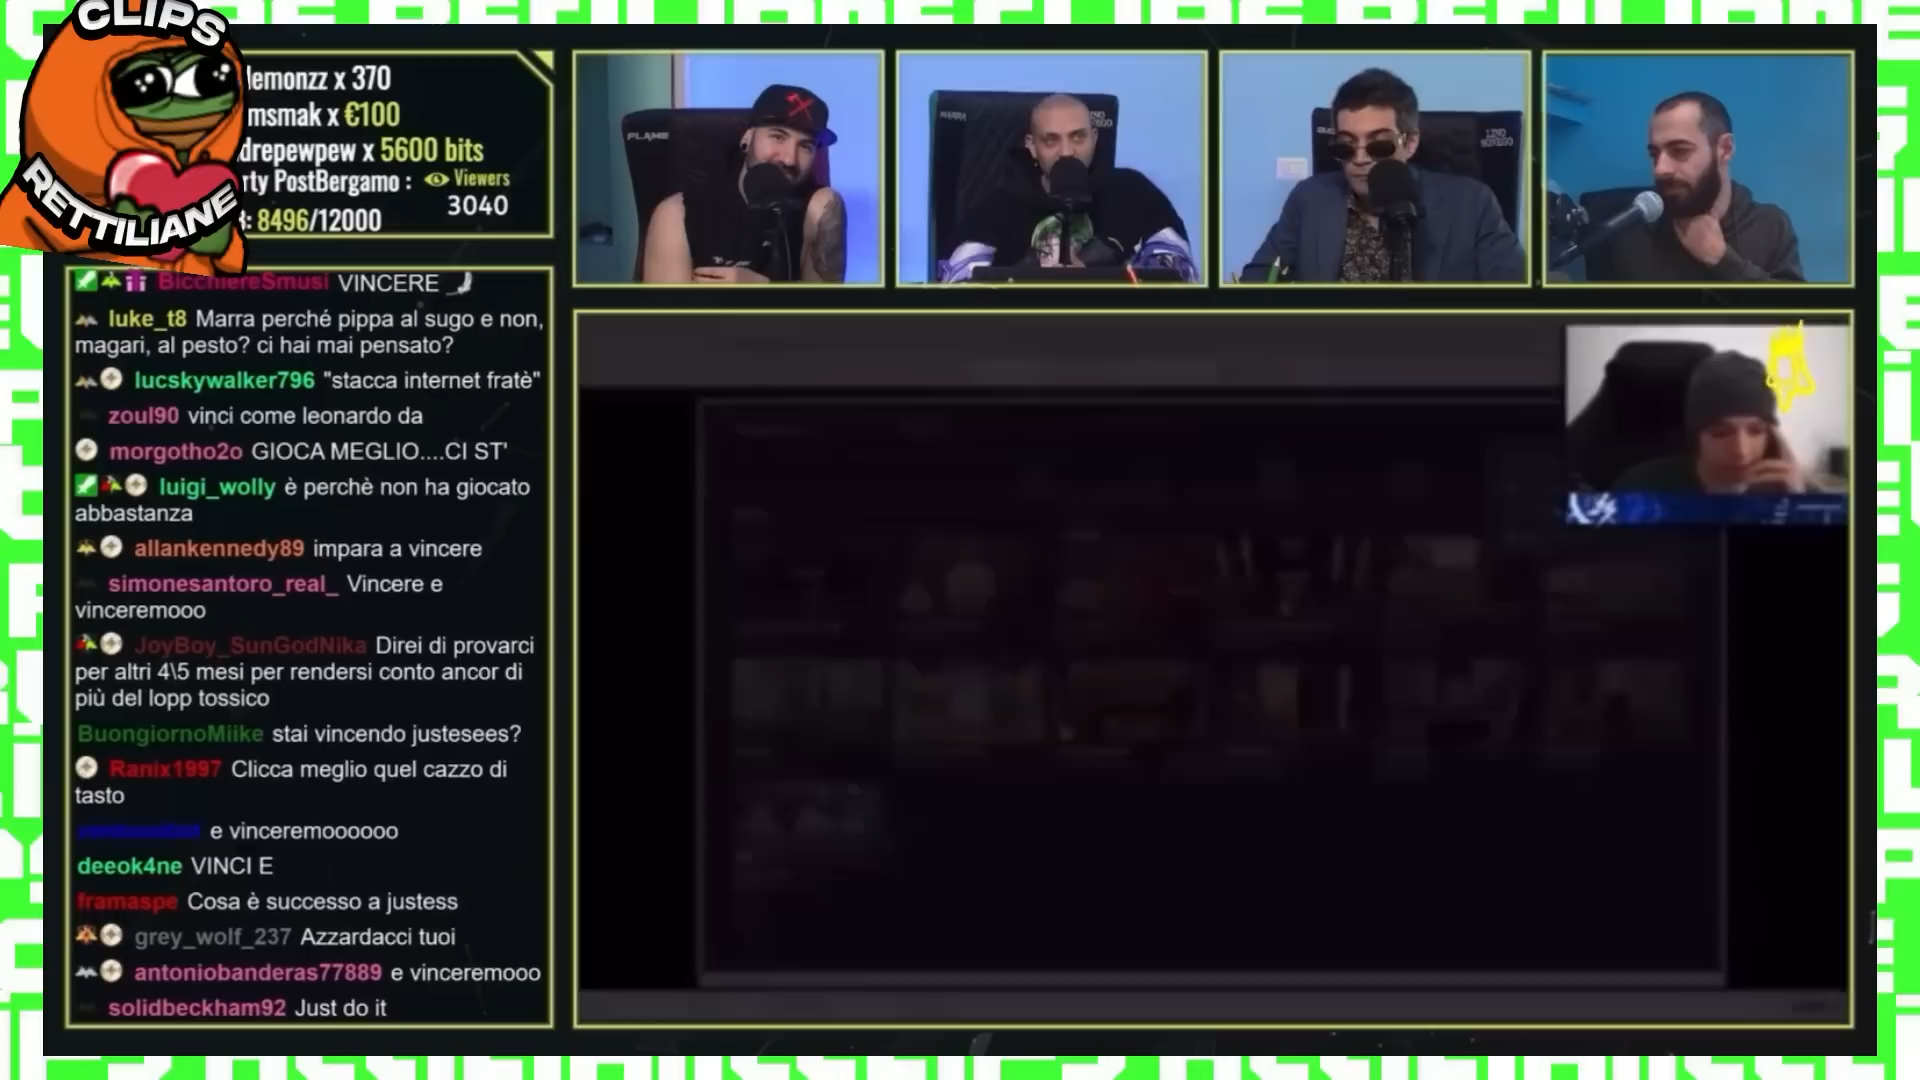 CLIPS
RETTILIANE
lemonzz x 370
msmak x €100
drepewpew x 5600 bits
rty PostBergamo :
Viewers
3040
8496/12000
BicchiereSmusi VINCERE
luke_t8 Marra perché pippa al sugo e non,
magari, al pesto? ci hai mai pensato?
lucskywalker796 "stacca internet fratè"
zoul90 vinci come leonardo da
morgotho2o GIOCA MEGLIO....CI ST'
luigi_wolly è perchè non ha giocato
abbastanza
allankennedy89 impara a vincere
simonesantoro_real_ Vincere e
vinceremooo
JoyBoy_SunGodNika Direi di provarci
per altri 4\5 mesi per rendersi conto ancor di
più del lopp tossico
BuongiornoMiike stai vincendo justesees?
Ranix1997 Clicca meglio quel cazzo di
tasto
e vinceremoooooo
deeok4ne VINCI E
framaspe Cosa è successo a justess
grey_wolf_237 Azzardacci tuoi
antoniobanderas77889 e vinceremooo
solidbeckham92 Just do it